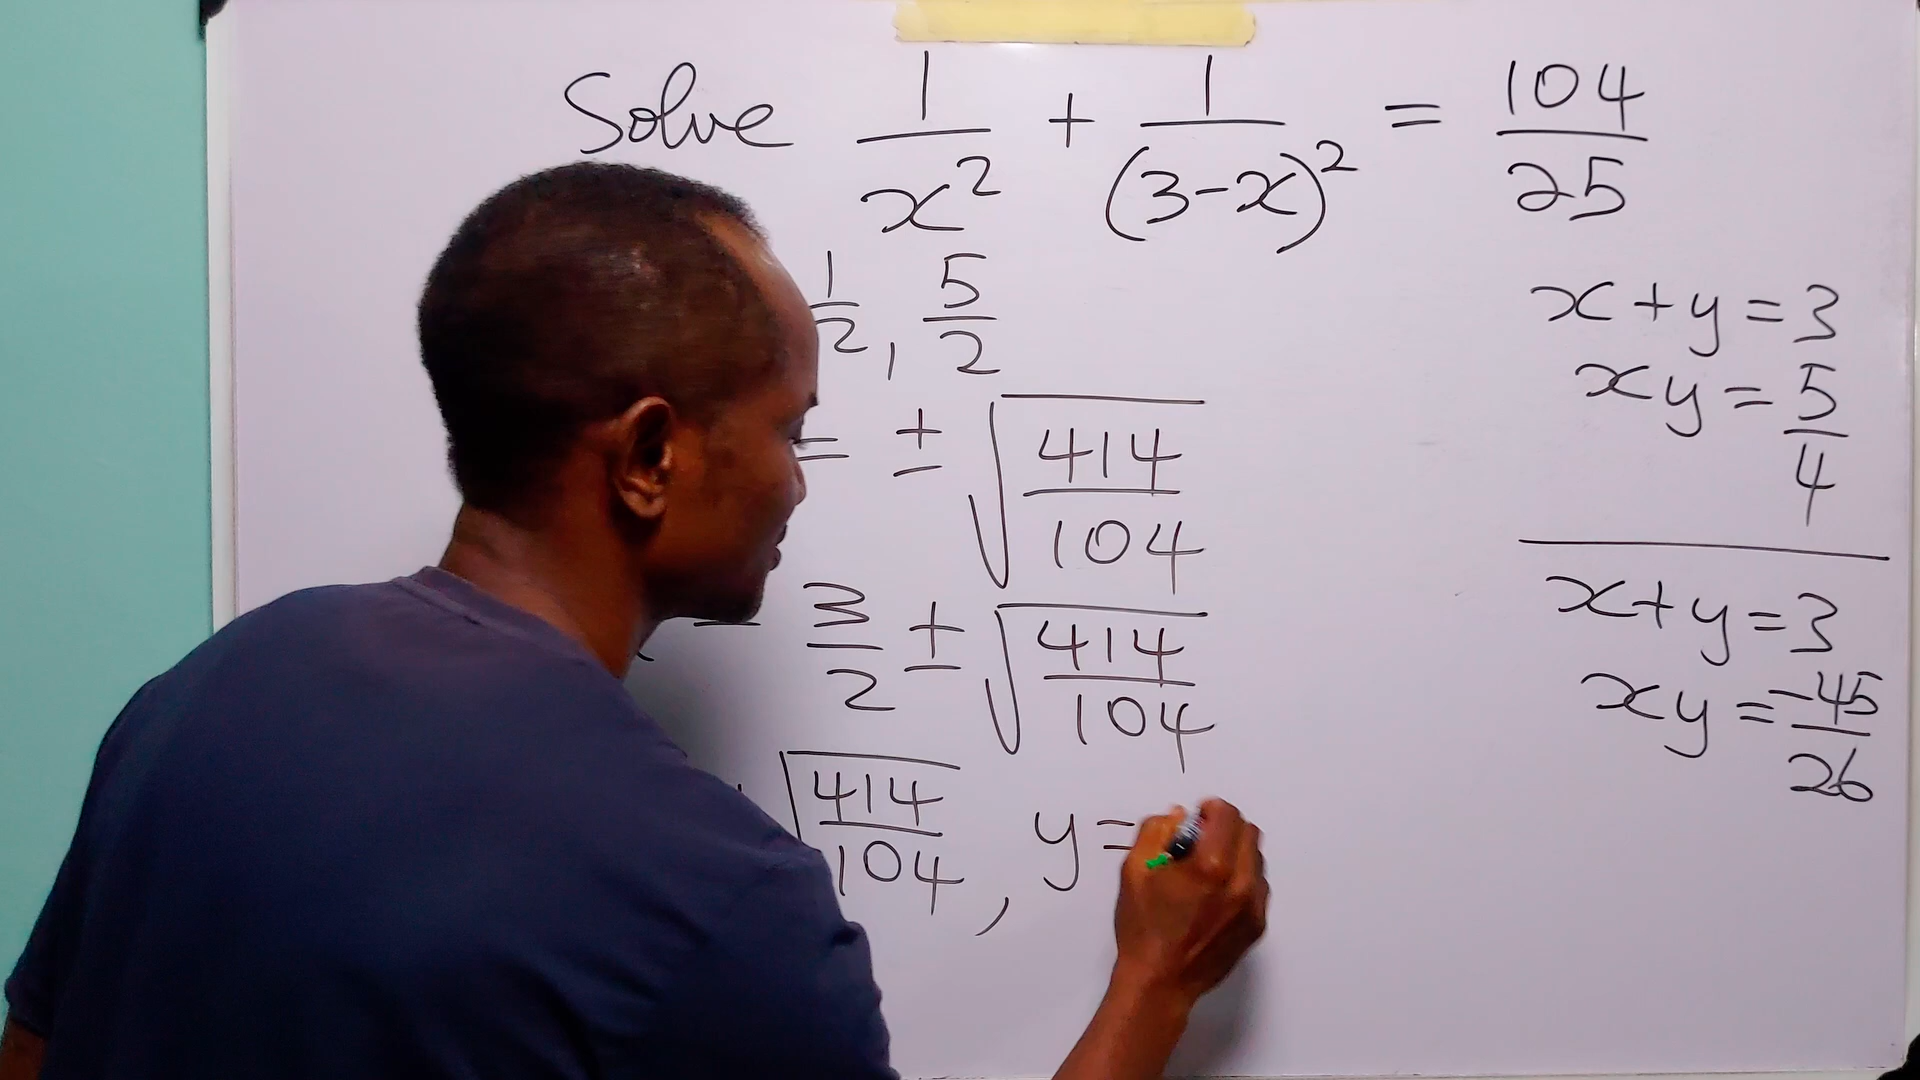 Solve 1/x² + 1/(3-x)² = 104/25
1/2, 5/2
= ± √(414/104)
= 3/2 ± √(414/104)
√(414/104), y =
x + y = 3
xy = 5/4
x + y = 3
xy = -45/26